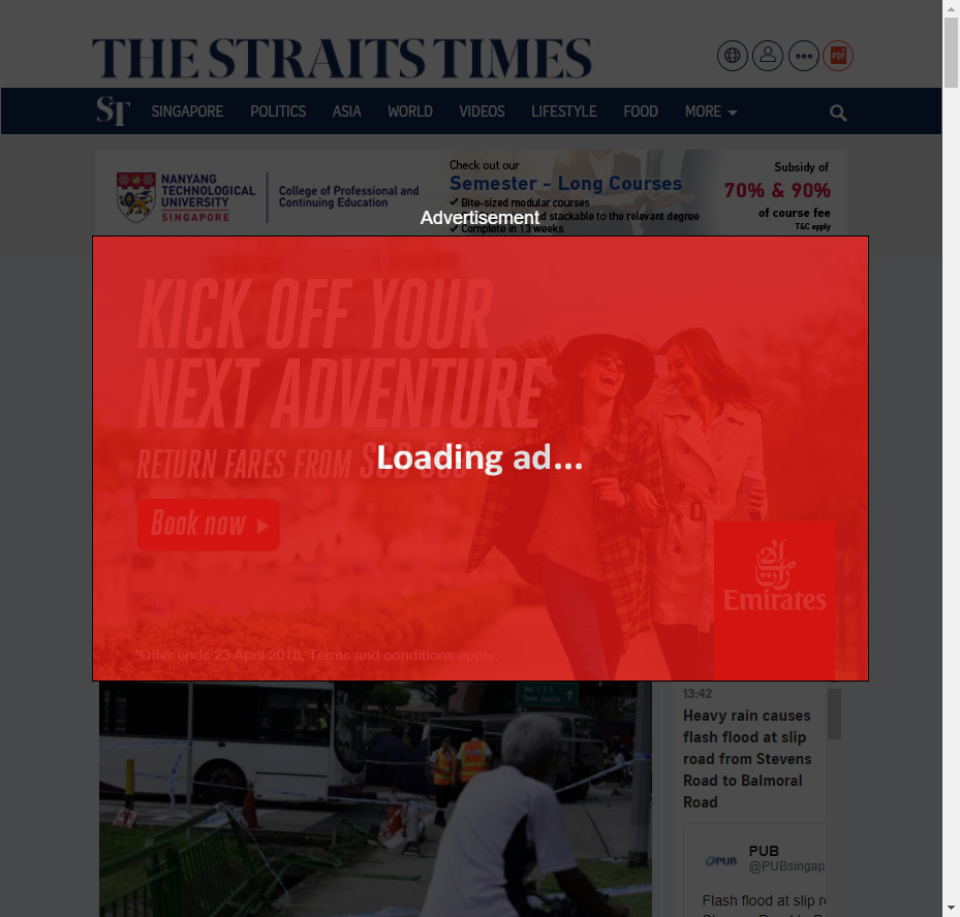 THE STRAITS TIMES
PDF
ST
SINGAPORE POLITICS ASIA WORLD VIDEOS LIFESTYLE FOOD MORE
NANYANG
TECHNOLOGICAL
UNIVERSITY
SINGAPORE
College of Professional and
Continuing Education
Check out our
Semester - Long Courses
Bite-sized modular courses
stackable to the relevant degree
Complete in 13 weeks
Subsidy of
70% & 90%
of course fee
T&C apply
Advertisement
KICK OFF YOUR
NEXT ADVENTURE
RETURN FARES FROM
Loading ad...
Book now
Emirates
*Offer ends 23 April 2018. Terms and conditions apply.
13:42
Heavy rain causes
flash flood at slip
road from Stevens
Road to Balmoral
Road
PUB
PUB
@PUBsingap
Flash flood at slip